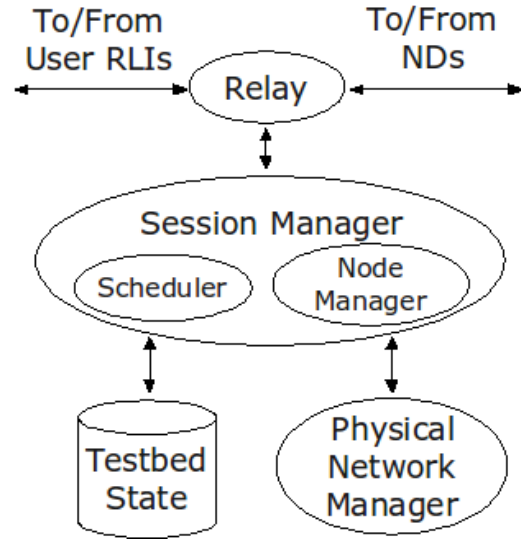 To/From
User RLIs
To/From
NDs
Relay
Session Manager
Scheduler
Node
Manager
Testbed
State
Physical
Network
Manager